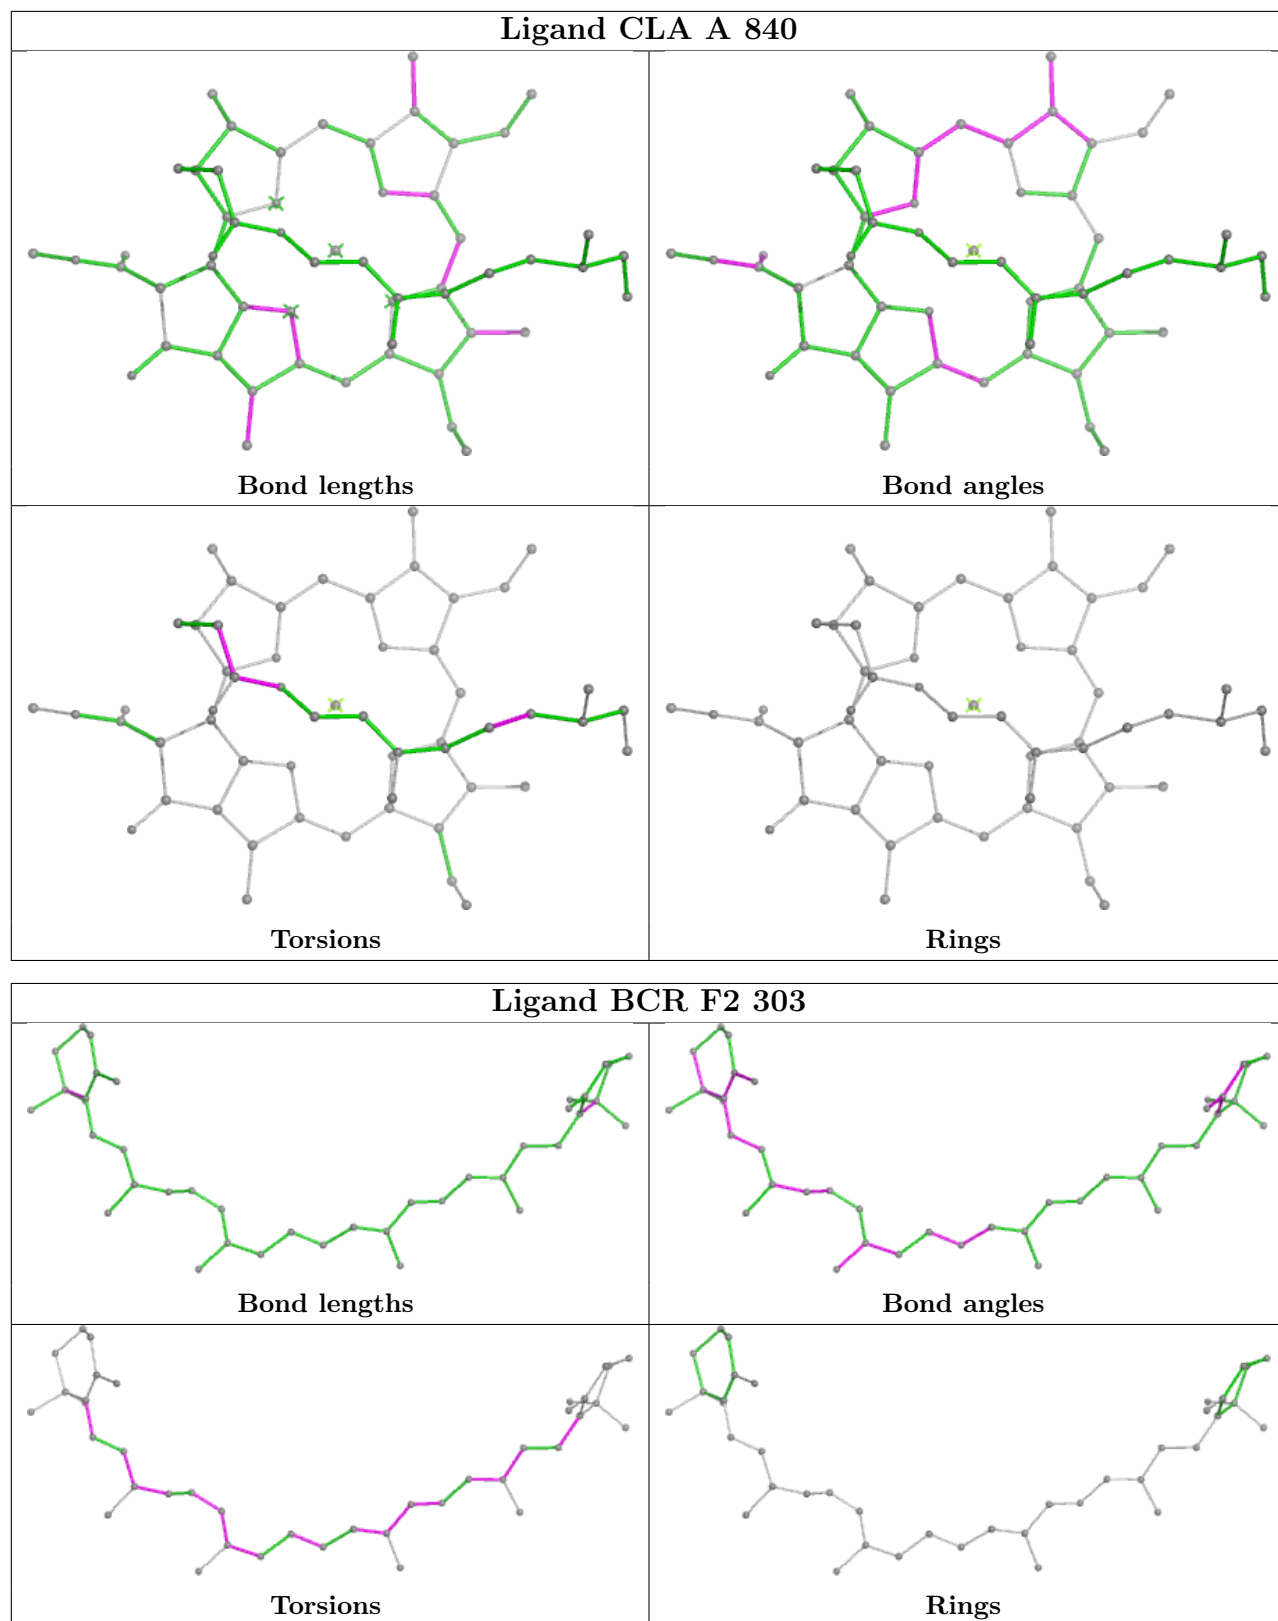 Ligand CLA A 840
Bond lengths
Bond angles
Torsions
Rings
Ligand BCR F2 303
Bond lengths
Bond angles
Torsions
Rings